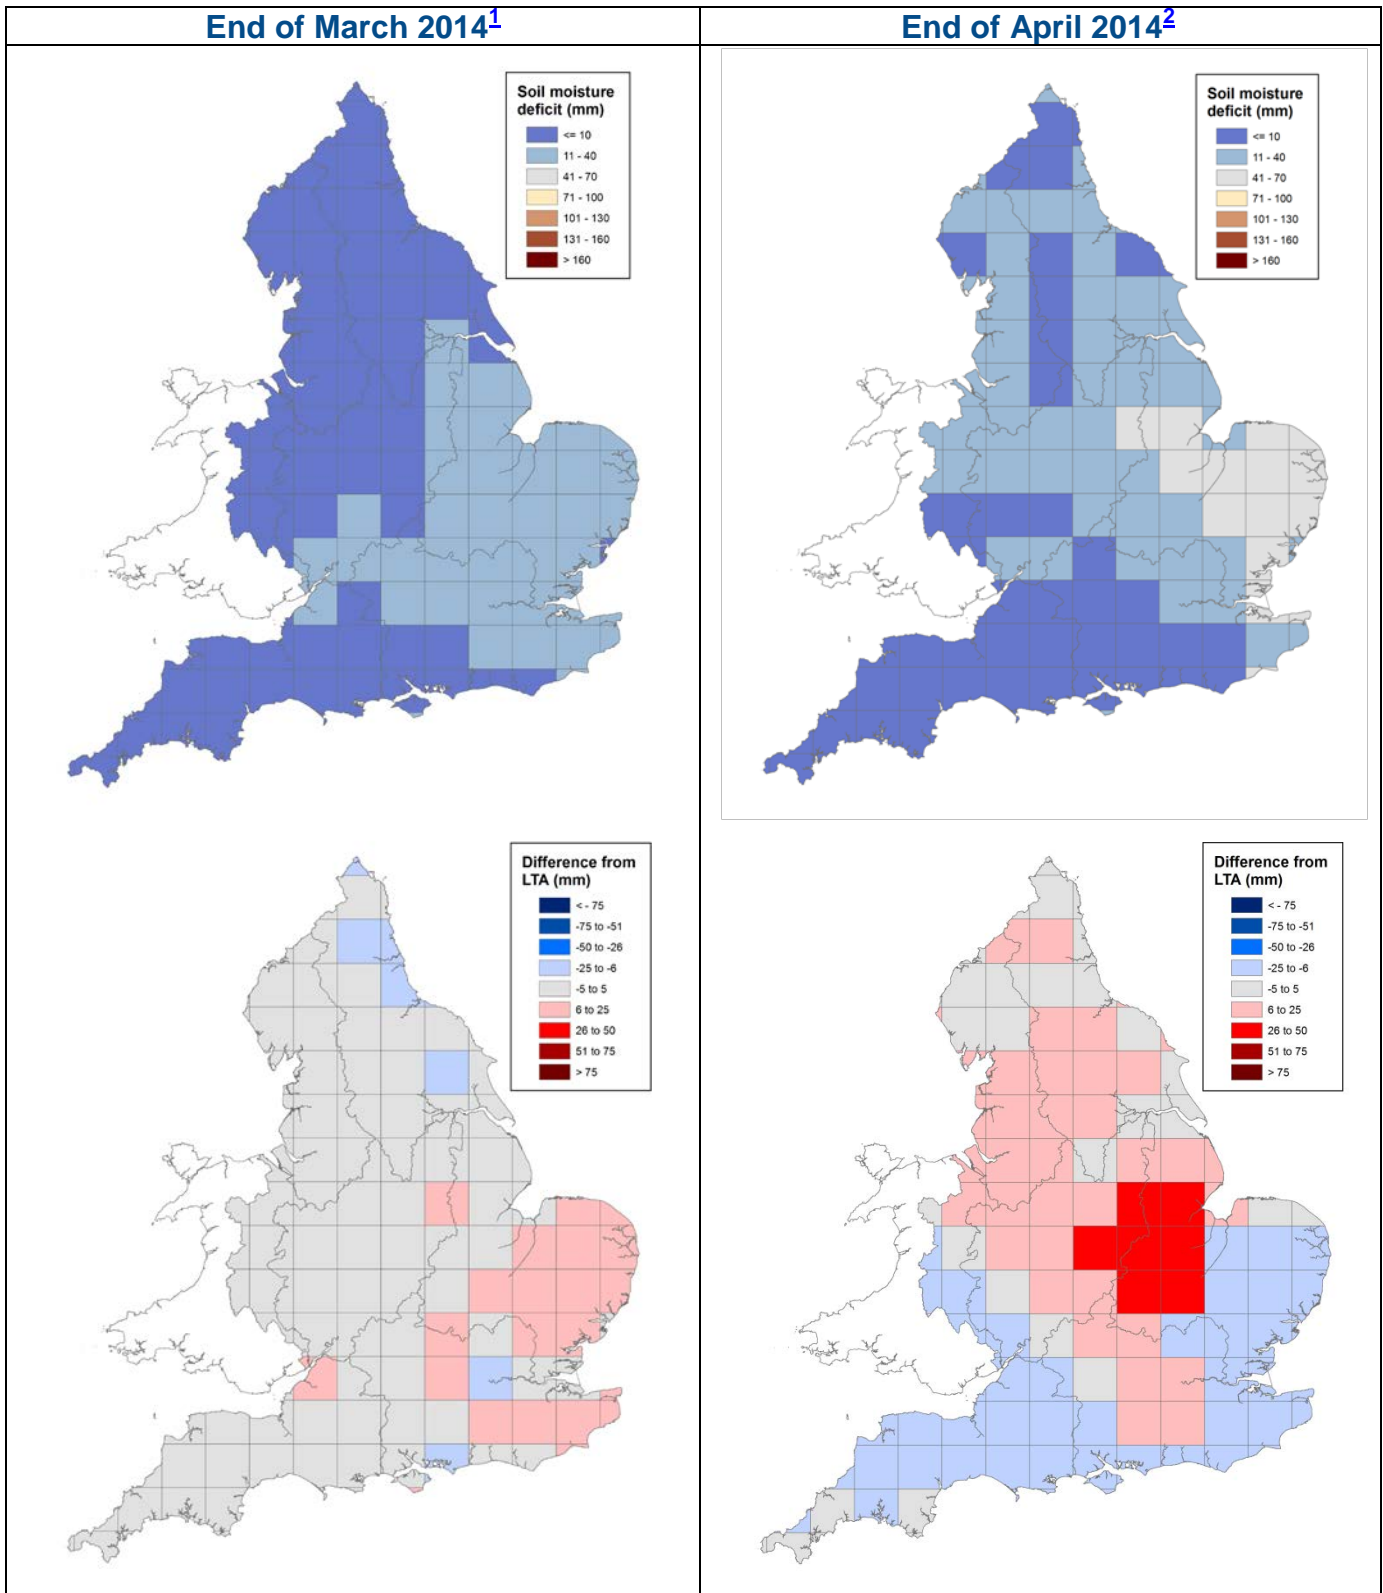 End of March 2014¹
End of April 2014²
Soil moisture
deficit (mm)
<= 10
11 - 40
41 - 70
71 - 100
101 - 130
131 - 160
> 160
Soil moisture
deficit (mm)
<= 10
11 - 40
41 - 70
71 - 100
101 - 130
131 - 160
> 160
Difference from
LTA (mm)
< - 75
-75 to -51
-50 to -26
-25 to -6
-5 to 5
6 to 25
26 to 50
51 to 75
> 75
Difference from
LTA (mm)
< - 75
-75 to -51
-50 to -26
-25 to -6
-5 to 5
6 to 25
26 to 50
51 to 75
> 75